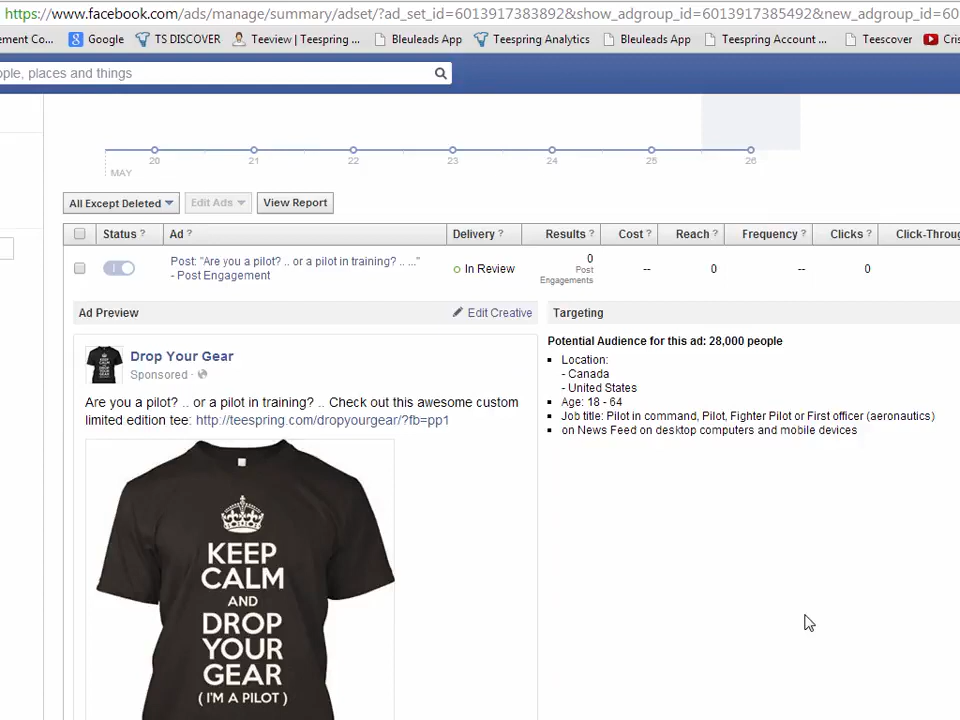 https://www.facebook.com/ads/manage/summary/adset/?ad_set_id=6013917383892&show_adgroup_id=6013917385492&new_adgroup_id=60
ement Co... Google TS DISCOVER Teeview | Teespring ... Bleuleads App Teespring Analytics Bleuleads App Teespring Account ... Teescover Cris
ople, places and things
20 21 22 23 24 25 26
MAY
All Except Deleted Edit Ads View Report
Status ? Ad ? Delivery ? Results ? Cost ? Reach ? Frequency ? Clicks ? Click-Throug
Post: "Are you a pilot? .. or a pilot in training? .. ..."
- Post Engagement
In Review
0
Post
Engagements
-- 0 -- 0
Ad Preview Edit Creative
Targeting
Drop Your Gear
Sponsored ·
Are you a pilot? .. or a pilot in training? .. Check out this awesome custom
limited edition tee: http://teespring.com/dropyourgear/?fb=pp1
KEEP
CALM
AND
DROP
YOUR
GEAR
( I'M A PILOT )
Potential Audience for this ad: 28,000 people
Location:
- Canada
- United States
Age: 18 - 64
Job title: Pilot in command, Pilot, Fighter Pilot or First officer (aeronautics)
on News Feed on desktop computers and mobile devices